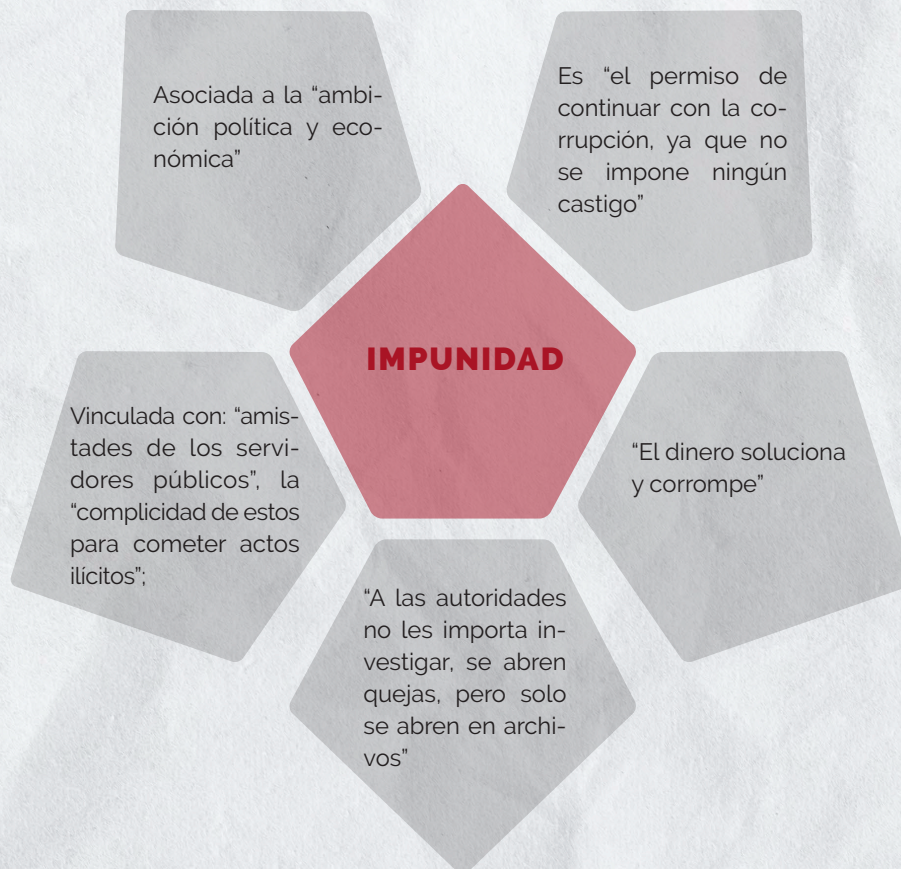 Asociada a la “ambi-
ción política y eco-
nómica”
Es “el permiso de
continuar con la co-
rrupción, ya que no
se impone ningún
castigo”
IMPUNIDAD
Vinculada con: “amis-
tades de los servi-
dores públicos”, la
“complicidad de estos
para cometer actos
ilícitos”;
“El dinero soluciona
y corrompe”
“A las autoridades
no les importa in-
vestigar, se abren
quejas, pero solo
se abren en archi-
vos”